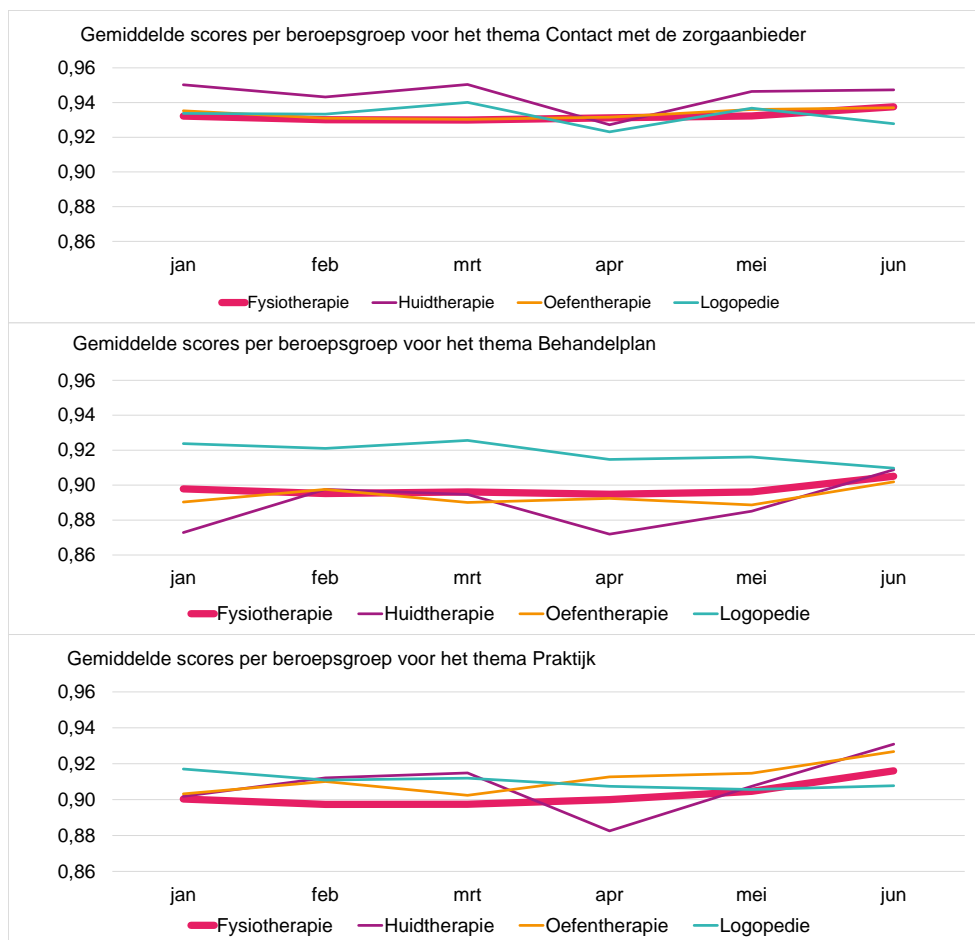 Gemiddelde scores per beroepsgroep voor het thema Contact met de zorgaanbieder
0,96
0,94
0,92
0,90
0,88
0,86
jan feb mrt apr mei jun
Fysiotherapie Huidtherapie Oefentherapie Logopedie
Gemiddelde scores per beroepsgroep voor het thema Behandelplan
0,96
0,94
0,92
0,90
0,88
0,86
jan feb mrt apr mei jun
Fysiotherapie Huidtherapie Oefentherapie Logopedie
Gemiddelde scores per beroepsgroep voor het thema Praktijk
0,96
0,94
0,92
0,90
0,88
0,86
jan feb mrt apr mei jun
Fysiotherapie Huidtherapie Oefentherapie Logopedie